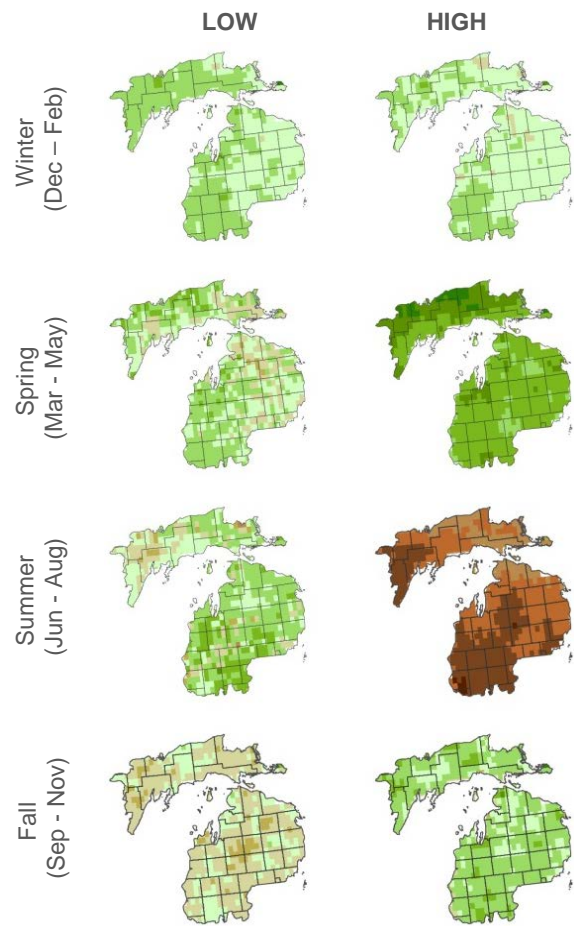 LOW
HIGH
Winter
(Dec – Feb)
Spring
(Mar - May)
Summer
(Jun - Aug)
Fall
(Sep - Nov)